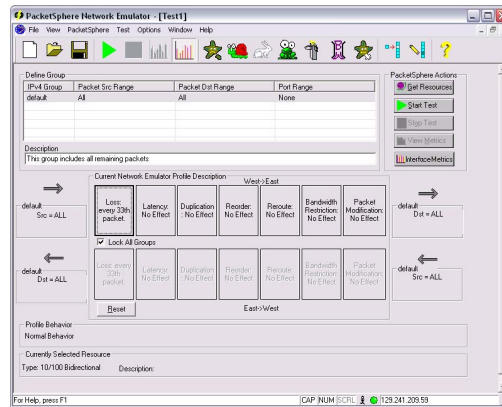 PacketSphere Network Emulator - [Test1]
File View PacketSphere Test Options Window Help
Define Group
IPv4 Group Packet Src Range Packet Dst Range Port Range
default All All None
Description
This group includes all remaining packets
PacketSphere Actions
Get Resources
Start Test
Stop Test
View Metrics
InterfaceMetrics
Current Network Emulator Profile Description
West->East
default
Src = ALL
Loss: every 33th packet.
Latency: No Effect
Duplication : No Effect
Reorder: No Effect
Reroute: No Effect
Bandwidth Restriction: No Effect
Packet Modification: No Effect
default
Dst = ALL
Lock All Groups
default
Dst = ALL
Loss: every 33th packet.
Latency: No Effect
Duplication : No Effect
Reorder: No Effect
Reroute: No Effect
Bandwidth Restriction: No Effect
Packet Modification: No Effect
default
Src = ALL
Reset
East->West
Profile Behavior
Normal Behavior
Currently Selected Resource
Type: 10/100 Bidirectional Description:
For Help, press F1
CAP NUM SCRL 129.241.209.59